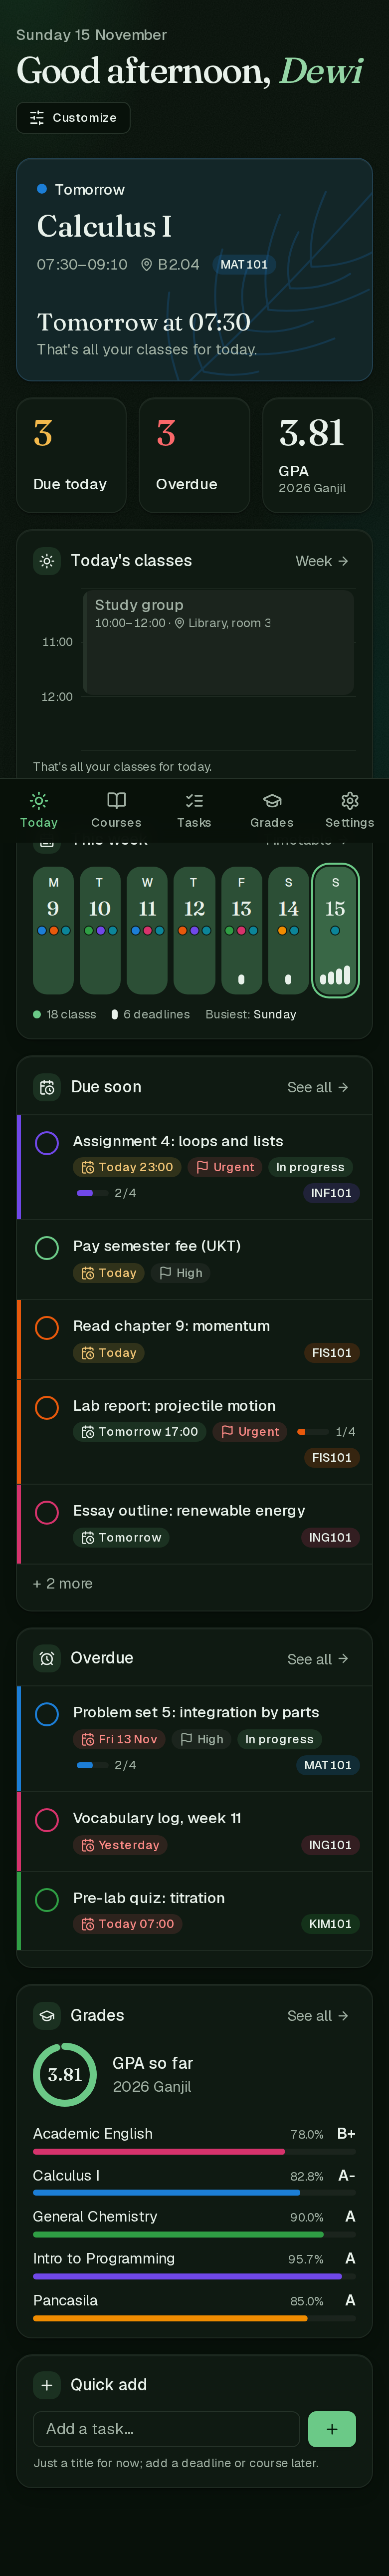 Sunday 15 November
Good afternoon, Dewi
Customize
Tomorrow
Calculus I
07:30–09:10 B2.04 MAT101
Tomorrow at 07:30
That's all your classes for today.
3
Due today
3
Overdue
3.81
GPA
2026 Ganjil
Today's classes Week →
Study group
10:00–12:00 · Library, room 3
11:00
12:00
That's all your classes for today.
Today Courses Tasks Grades Settings
This week Timetable →
M T W T F S S
9 10 11 12 13 14 15
18 classs 6 deadlines Busiest: Sunday
Due soon See all →
Assignment 4: loops and lists
Today 23:00 Urgent In progress
2/4 INF101
Pay semester fee (UKT)
Today High
Read chapter 9: momentum
Today FIS101
Lab report: projectile motion
Tomorrow 17:00 Urgent 1/4
FIS101
Essay outline: renewable energy
Tomorrow ING101
+ 2 more
Overdue See all →
Problem set 5: integration by parts
Fri 13 Nov High In progress
2/4 MAT101
Vocabulary log, week 11
Yesterday ING101
Pre-lab quiz: titration
Today 07:00 KIM101
Grades See all →
3.81
GPA so far
2026 Ganjil
Academic English 78.0% B+
Calculus I 82.8% A-
General Chemistry 90.0% A
Intro to Programming 95.7% A
Pancasila 85.0% A
Quick add
Add a task...
+
Just a title for now; add a deadline or course later.